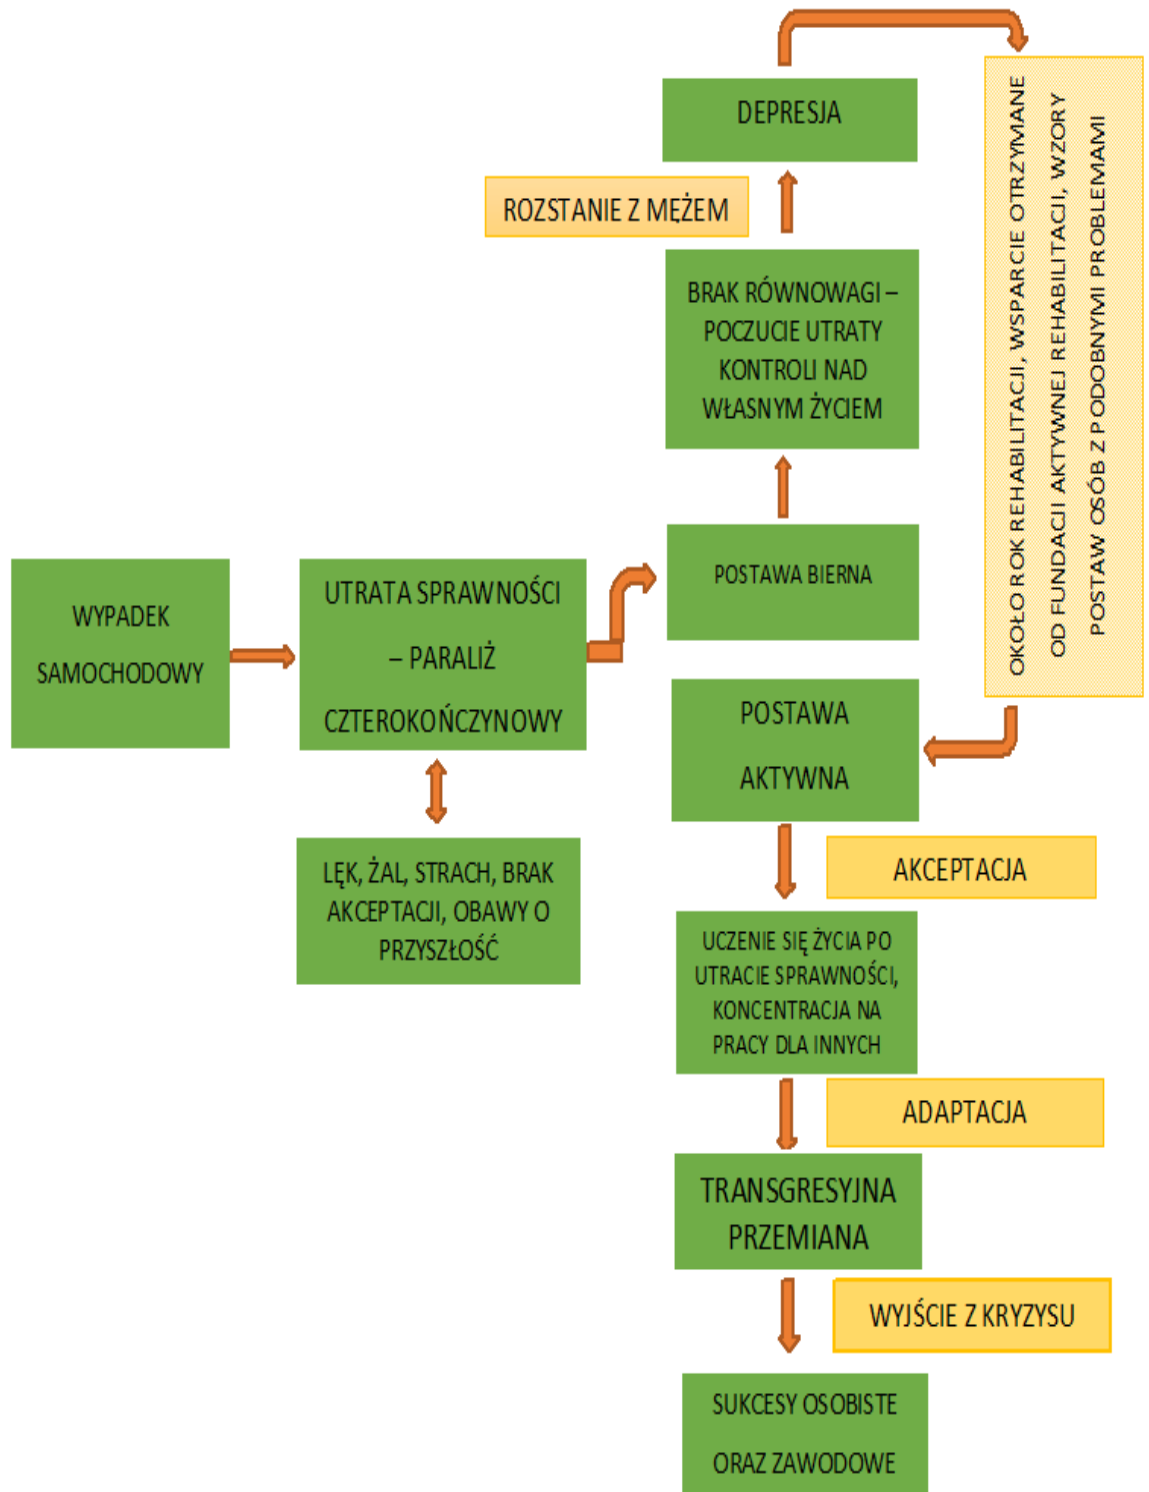 DEPRESJA
ROZSTANIE Z MĘŻEM
BRAK RÓWNOWAGI –
POCZUCIE UTRATY
KONTROLI NAD
WŁASNYM ŻYCIEM
OKOŁO ROK REHABILITACJI, WSPARCIE OTRZYMANE
OD FUNDACJI AKTYWNEJ REHABILITACJI, WZORY
POSTAW OSÓB Z PODOBNYMI PROBLEMAMI
WYPADEK
SAMOCHODOWY
UTRATA SPRAWNOŚCI
– PARALIŻ
CZTEROKOŃCZYNOWY
POSTAWA BIERNA
POSTAWA
AKTYWNA
LĘK, ŻAL, STRACH, BRAK
AKCEPTACJI, OBAWY O
PRZYSZŁOŚĆ
AKCEPTACJA
UCZENIE SIĘ ŻYCIA PO
UTRACIE SPRAWNOŚCI,
KONCENTRACJA NA
PRACY DLA INNYCH
ADAPTACJA
TRANSGRESYJNA
PRZEMIANA
WYJŚCIE Z KRYZYSU
SUKCESY OSOBISTE
ORAZ ZAWODOWE